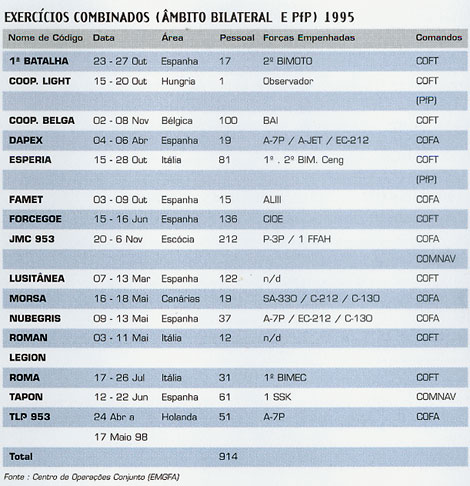 EXERCÍCIOS COMBINADOS (ÂMBITO BILATERAL E PfP) 1995
Nome de Código Data Área Pessoal Forças Empenhadas Comandos
1ª BATALHA 23 - 27 Out Espanha 17 2º BIMOTO COFT
COOP. LIGHT 15 - 20 Out Hungria 1 Observador COFT
(PfP)
COOP. BELGA 02 - 08 Nov Bélgica 100 BAI COFT
DAPEX 04 - 06 Abr Espanha 19 A-7P / A-JET / EC-212 COFA
ESPERIA 15 - 28 Out Itália 81 1º . 2º BIM. Ceng COFT
(PfP)
FAMET 03 - 09 Out Espanha 15 ALIII COFA
FORCEGOE 15 - 16 Jun Espanha 136 CIOE COFT
JMC 953 20 - 6 Nov Escócia 212 P-3P / 1 FFAH COFA
COMNAV
LUSITÂNEA 07 - 13 Mar Espanha 122 n/d COFT
MORSA 16 - 18 Mai Canárias 19 SA-330 / C-212 / C-130 COFA
NUBEGRIS 09 - 13 Mai Espanha 37 A-7P / EC-212 / C-130 COFA
ROMAN 03 - 11 Mai Itália 12 n/d COFT
LEGION
ROMA 17 - 26 Jul Itália 31 1º BIMEC COFT
TAPON 12 - 22 Jun Espanha 61 1 SSK COMNAV
TLP 953 24 Abr a Holanda 51 A-7P COFA
17 Maio 98
Total 914
Fonte : Centro de Operações Conjunto (EMGFA)